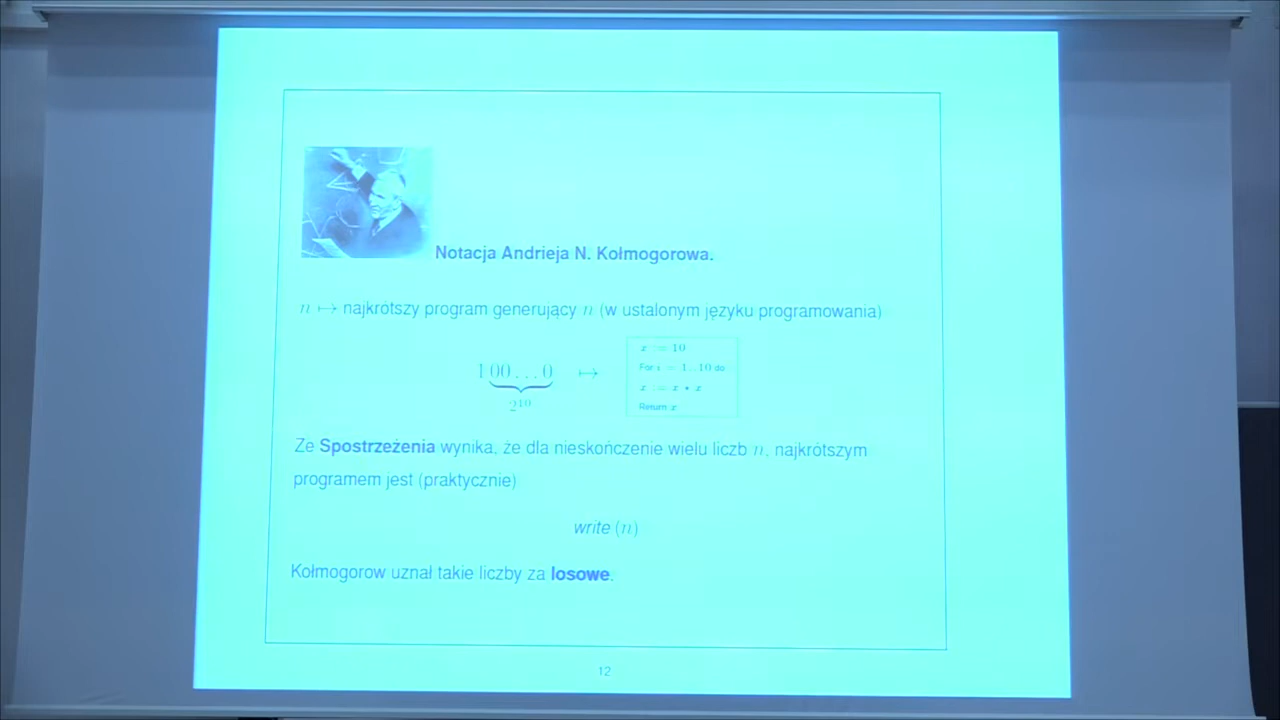 Notacja Andrieja N. Kołmogorowa.
n ↦ najkrótszy program generujący n (w ustalonym języku programowania)
1 00...0 ↦
2^10
x := 10
For i = 1..10 do
x := x * x
Return x
Ze Spostrzeżenia wynika, że dla nieskończenie wielu liczb n, najkrótszym
programem jest (praktycznie)
write (n)
Kołmogorow uznał takie liczby za losowe.
12